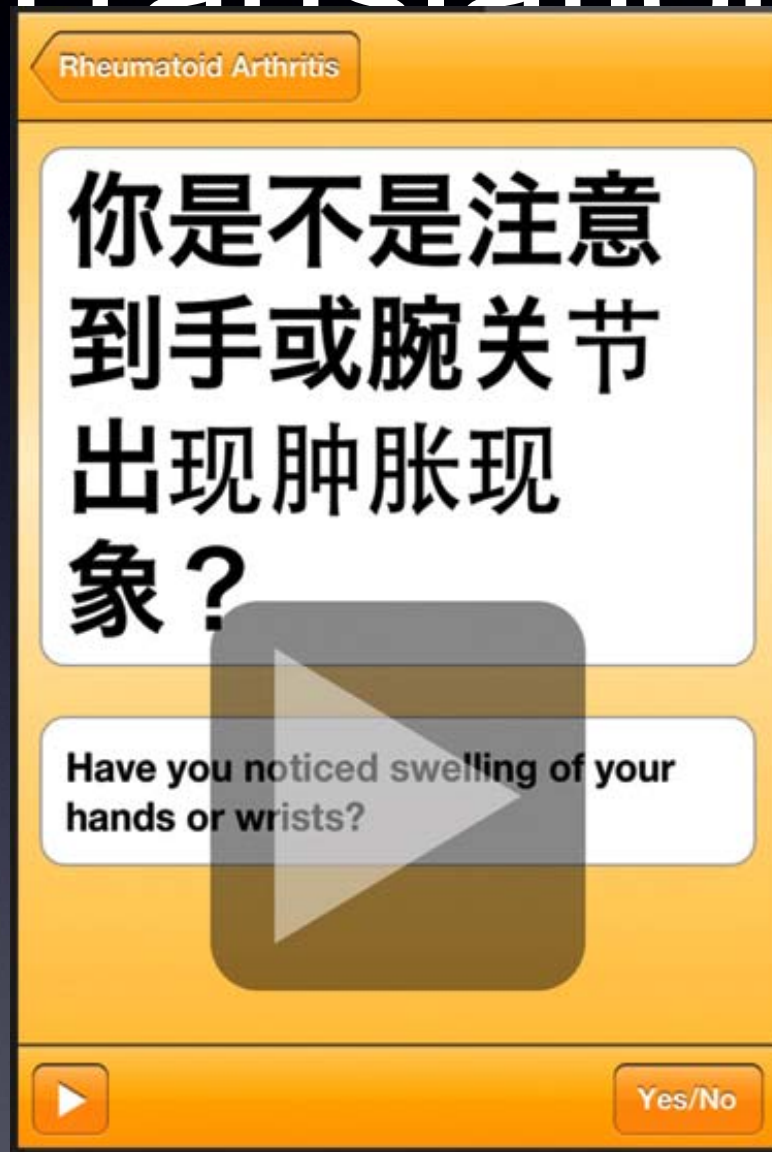 Rheumatoid Arthritis
你是不是注意
到手或腕关节
出现肿胀现
象？
Have you noticed swelling of your
hands or wrists?
Yes/No